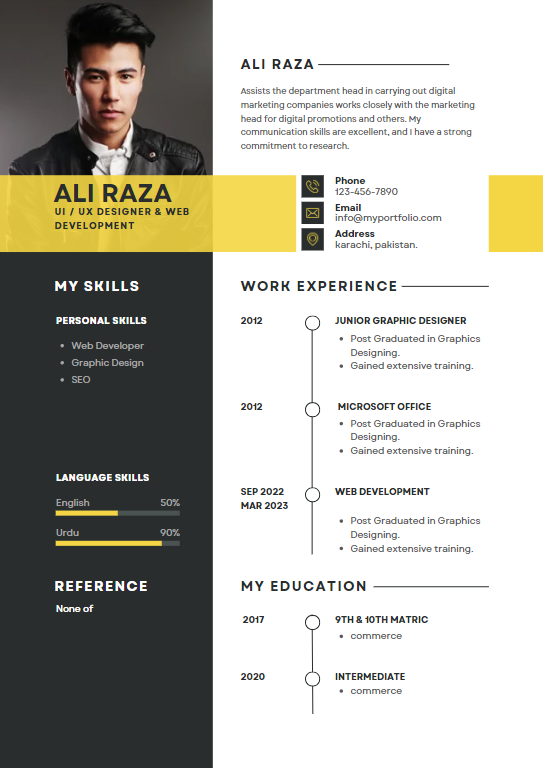 ALI RAZA
Assists the department head in carrying out digital
marketing companies works closely with the marketing
head for digital promotions and others. My
communication skills are excellent, and I have a strong
commitment to research.
ALI RAZA
UI / UX DESIGNER & WEB
DEVELOPMENT
Phone
123-456-7890
Email
info@myportfolio.com
Address
karachi, pakistan.
MY SKILLS
PERSONAL SKILLS
Web Developer
Graphic Design
SEO
LANGUAGE SKILLS
English 50%
Urdu 90%
REFERENCE
None of
WORK EXPERIENCE
2012 JUNIOR GRAPHIC DESIGNER
Post Graduated in Graphics
Designing.
Gained extensive training.
2012 MICROSOFT OFFICE
Post Graduated in Graphics
Designing.
Gained extensive training.
SEP 2022 WEB DEVELOPMENT
MAR 2023
Post Graduated in Graphics
Designing.
Gained extensive training.
MY EDUCATION
2017 9TH & 10TH MATRIC
commerce
2020 INTERMEDIATE
commerce